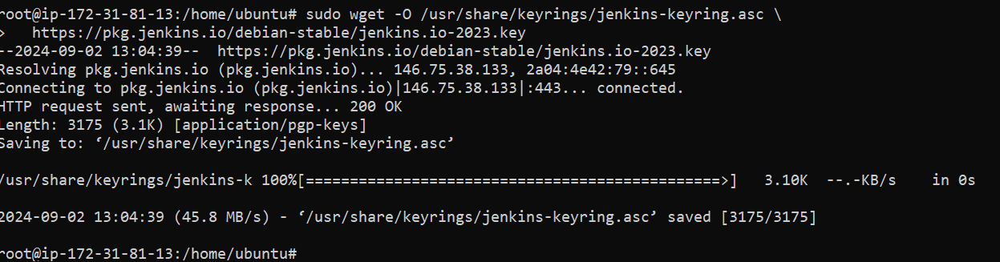 root@ip-172-31-81-13:/home/ubuntu# sudo wget -O /usr/share/keyrings/jenkins-keyring.asc \
>   https://pkg.jenkins.io/debian-stable/jenkins.io-2023.key
--2024-09-02 13:04:39--  https://pkg.jenkins.io/debian-stable/jenkins.io-2023.key
Resolving pkg.jenkins.io (pkg.jenkins.io)... 146.75.38.133, 2a04:4e42:79::645
Connecting to pkg.jenkins.io (pkg.jenkins.io)|146.75.38.133|:443... connected.
HTTP request sent, awaiting response... 200 OK
Length: 3175 (3.1K) [application/pgp-keys]
Saving to: ‘/usr/share/keyrings/jenkins-keyring.asc’
/usr/share/keyrings/jenkins-k 100%[===============================================>]   3.10K  --.-KB/s    in 0s
2024-09-02 13:04:39 (45.8 MB/s) - ‘/usr/share/keyrings/jenkins-keyring.asc’ saved [3175/3175]
root@ip-172-31-81-13:/home/ubuntu#